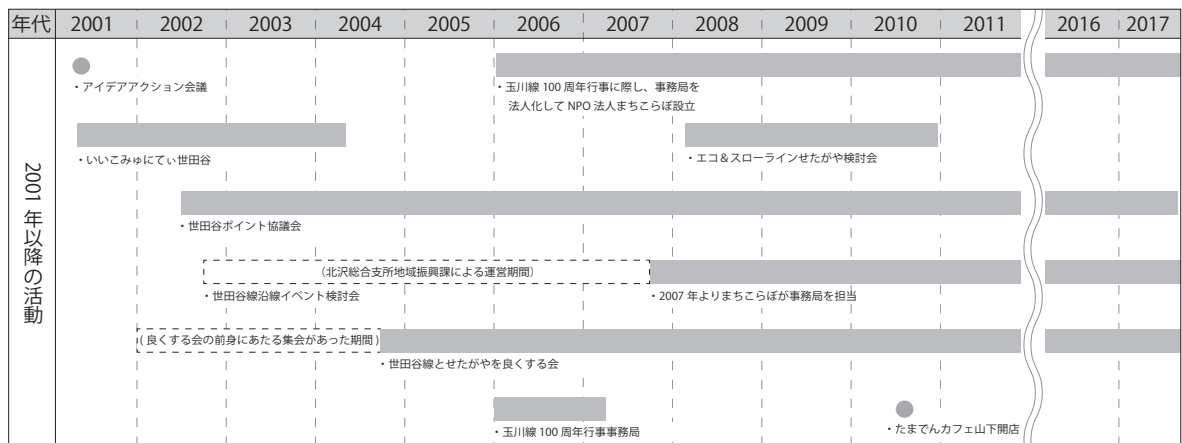 年代 2001 2002 2003 2004 2005 2006 2007 2008 2009 2010 2011 2016 2017
2001年以降の活動
・アイデアアクション会議
・玉川線 100 周年行事に際し、事務局を
法人化して NPO 法人まちこらぼ設立
・いいこみゅにてぃ世田谷
・エコ&スローラインせたがや検討会
・世田谷ポイント協議会
(北沢総合支所地域振興課による運営期間)
・世田谷線沿線イベント検討会
・2007 年よりまちこらぼが事務局を担当
( 良くする会の前身にあたる集会があった期間 )
・世田谷線とせたがやを良くする会
・玉川線 100 周年行事事務局
・たまでんカフェ山下開店